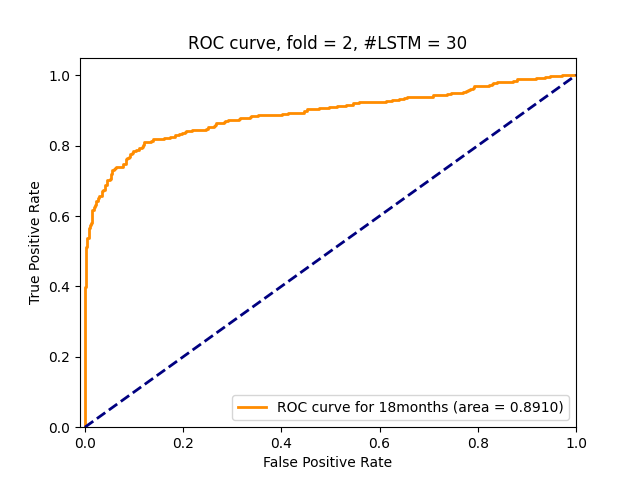 ROC curve, fold = 2, #LSTM = 30
True Positive Rate
1.0
0.8
0.6
0.4
0.2
0.0
ROC curve for 18months (area = 0.8910)
0.0 0.2 0.4 0.6 0.8 1.0
False Positive Rate